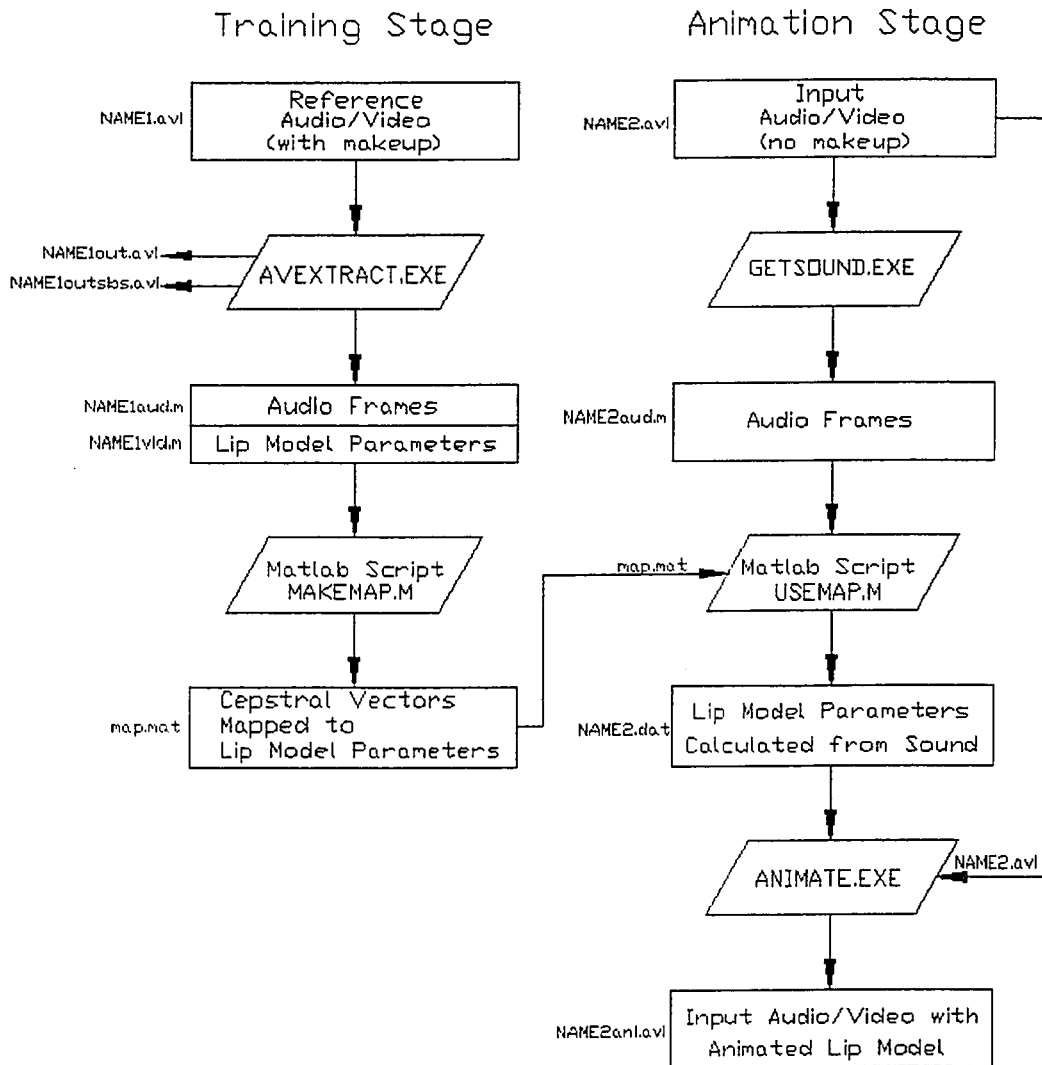 Training Stage
NAME1.avi
Reference
Audio/Video
(with makeup)
NAME1out.avi
NAME1outsbs.avi
AVEXTRACT.EXE
NAME1aud.m
Audio Frames
NAME1vid.m
Lip Model Parameters
Matlab Script
MAKEMAP.M
map.mat
Cepstral Vectors
Mapped to
Lip Model Parameters
Animation Stage
NAME2.avi
Input
Audio/Video
(no makeup)
GETSOUND.EXE
NAME2aud.m
Audio Frames
map.mat
Matlab Script
USEMAP.M
NAME2.dat
Lip Model Parameters
Calculated from Sound
ANIMATE.EXE
NAME2.avi
NAME2ani.avi
Input Audio/Video with
Animated Lip Model